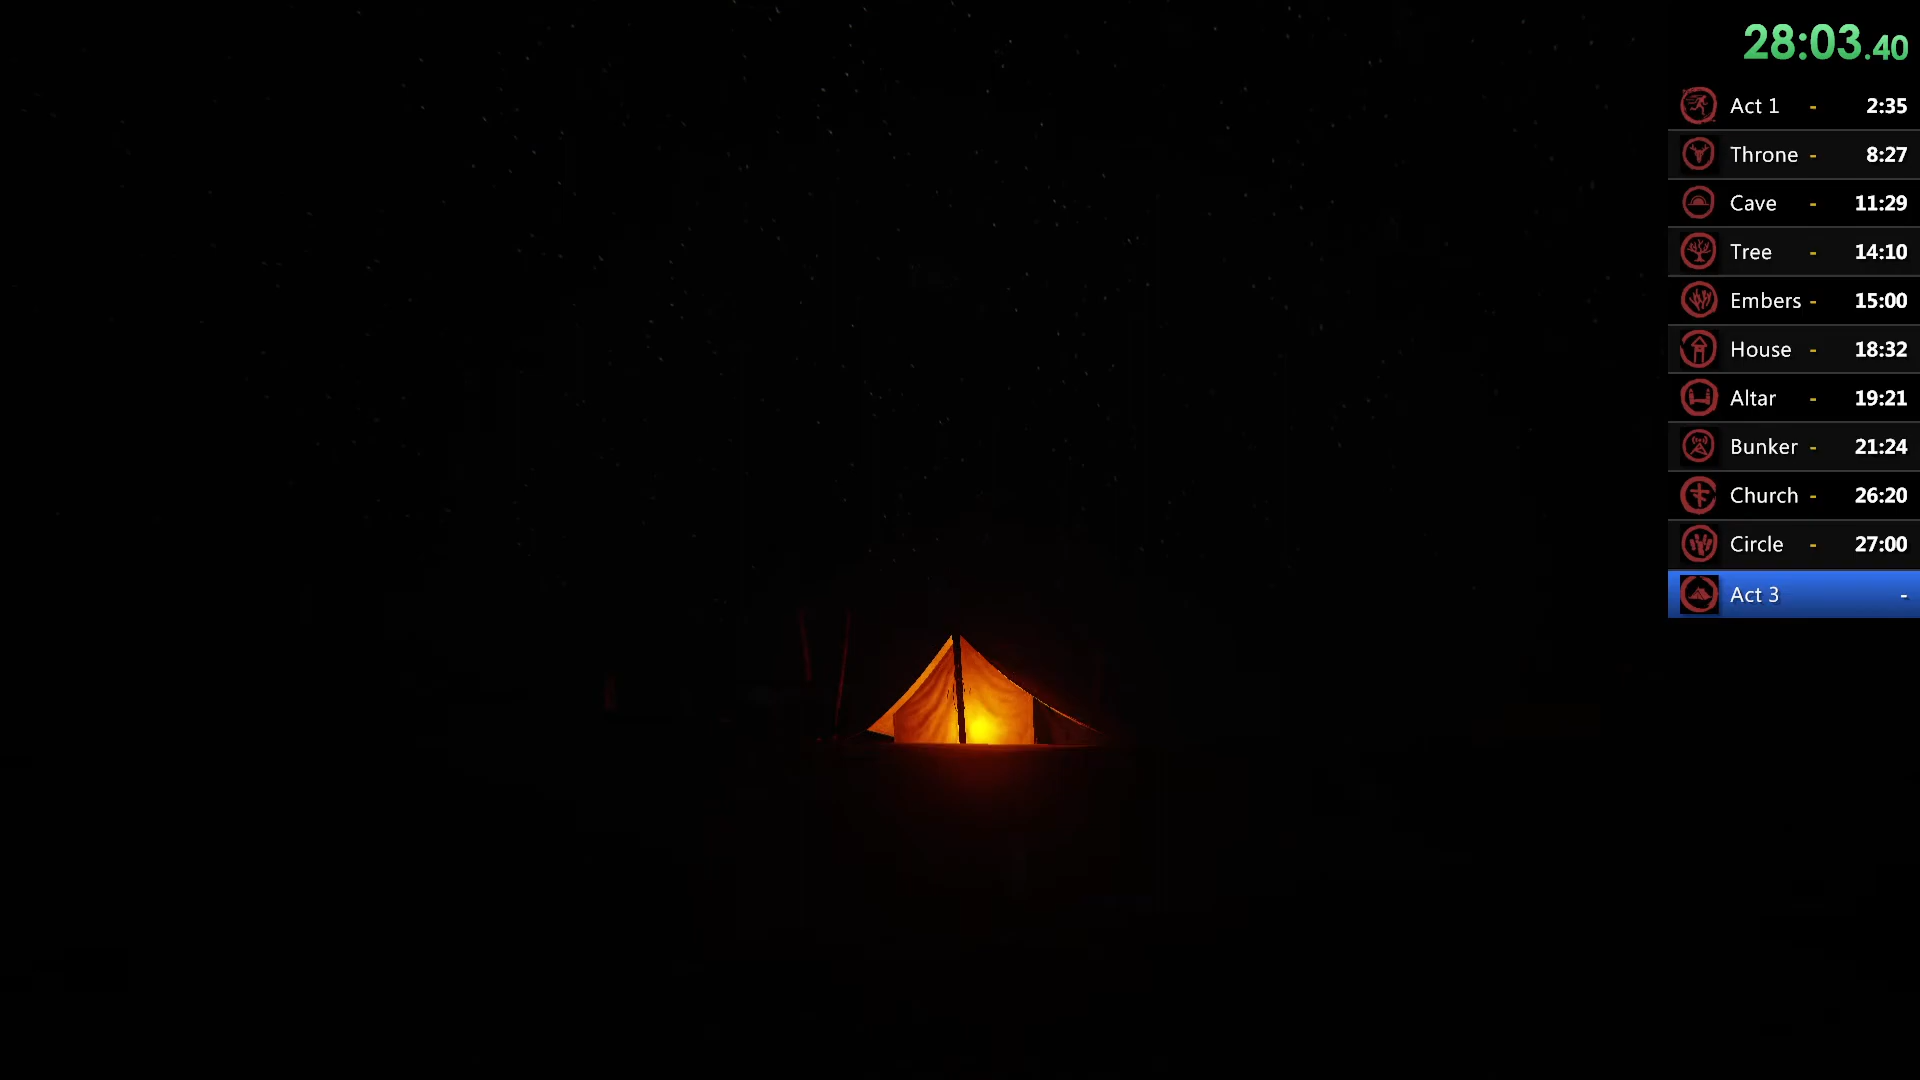 28:03.40
Act 1 - 2:35
Throne - 8:27
Cave - 11:29
Tree - 14:10
Embers - 15:00
House - 18:32
Altar - 19:21
Bunker - 21:24
Church - 26:20
Circle - 27:00
Act 3 -